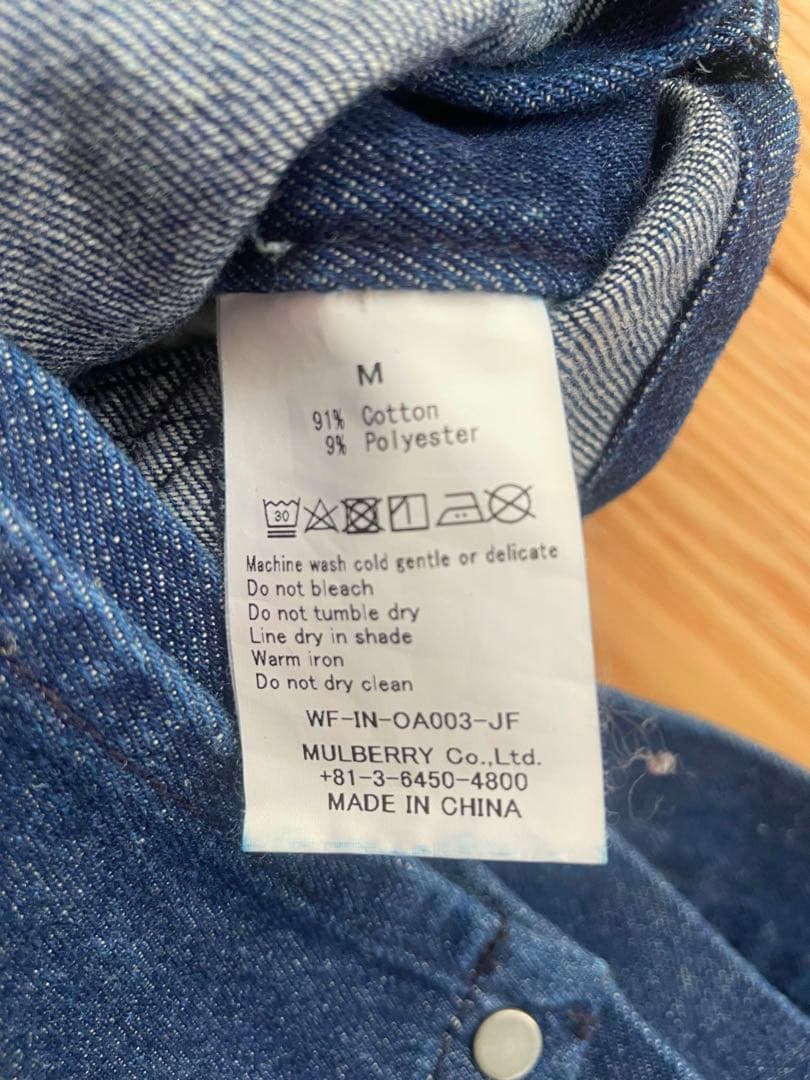 M
91% Cotton
9% Polyester
30
Machine wash cold gentle or delicate
Do not bleach
Do not tumble dry
Line dry in shade
Warm iron
Do not dry clean
WF-IN-OA003-JF
MULBERRY Co.,Ltd.
+81-3-6450-4800
MADE IN CHINA